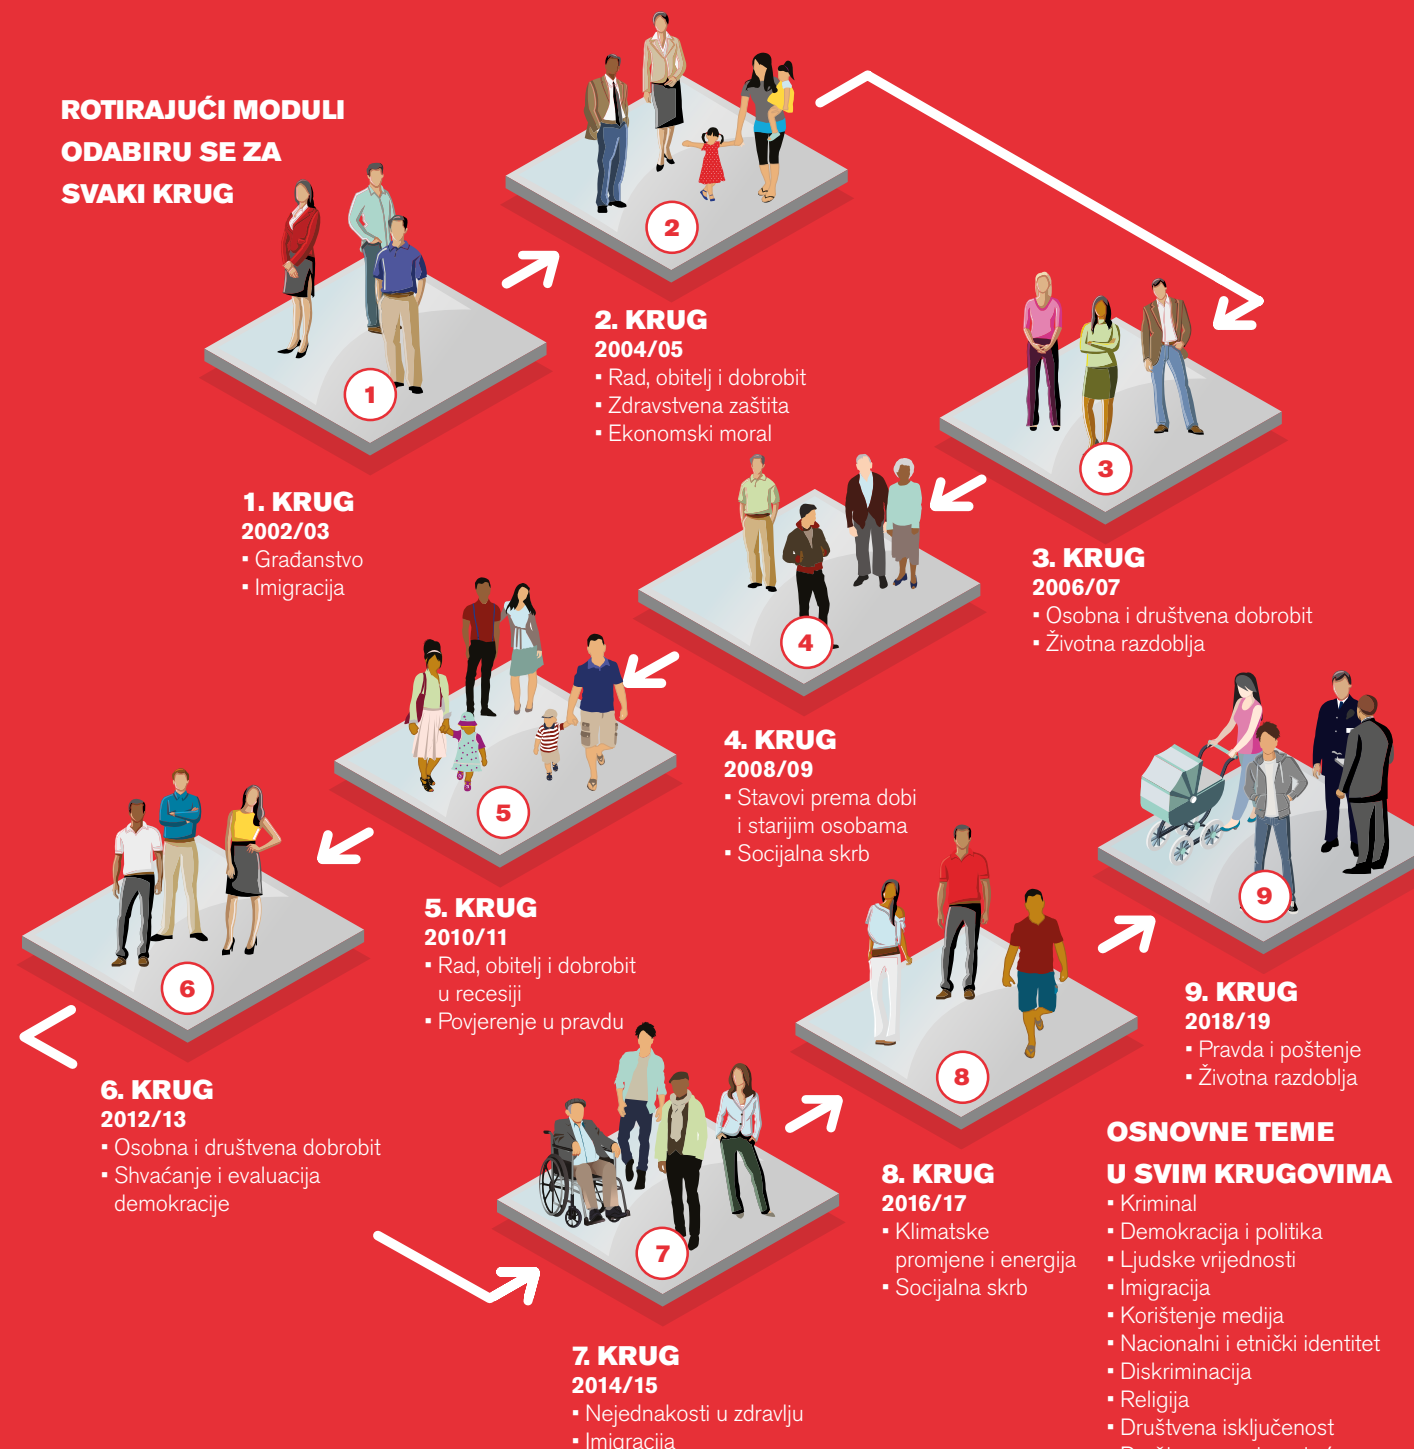 ROTIRAJUĆI MODULI
ODABIRU SE ZA
SVAKI KRUG
1
1. KRUG
2002/03
▪ Građanstvo
▪ Imigracija
2
2. KRUG
2004/05
▪ Rad, obitelj i dobrobit
▪ Zdravstvena zaštita
▪ Ekonomski moral
3
3. KRUG
2006/07
▪ Osobna i društvena dobrobit
▪ Životna razdoblja
4
4. KRUG
2008/09
▪ Stavovi prema dobi
i starijim osobama
▪ Socijalna skrb
5
5. KRUG
2010/11
▪ Rad, obitelj i dobrobit
u recesiji
▪ Povjerenje u pravdu
6
6. KRUG
2012/13
▪ Osobna i društvena dobrobit
▪ Shvaćanje i evaluacija
demokracije
7
7. KRUG
2014/15
▪ Nejednakosti u zdravlju
▪ Imigracija
8
8. KRUG
2016/17
▪ Klimatske
promjene i energija
▪ Socijalna skrb
9
9. KRUG
2018/19
▪ Pravda i poštenje
▪ Životna razdoblja
OSNOVNE TEME
U SVIM KRUGOVIMA
▪ Kriminal
▪ Demokracija i politika
▪ Ljudske vrijednosti
▪ Imigracija
▪ Korištenje medija
▪ Nacionalni i etnički identitet
▪ Diskriminacija
▪ Religija
▪ Društvena isključenost